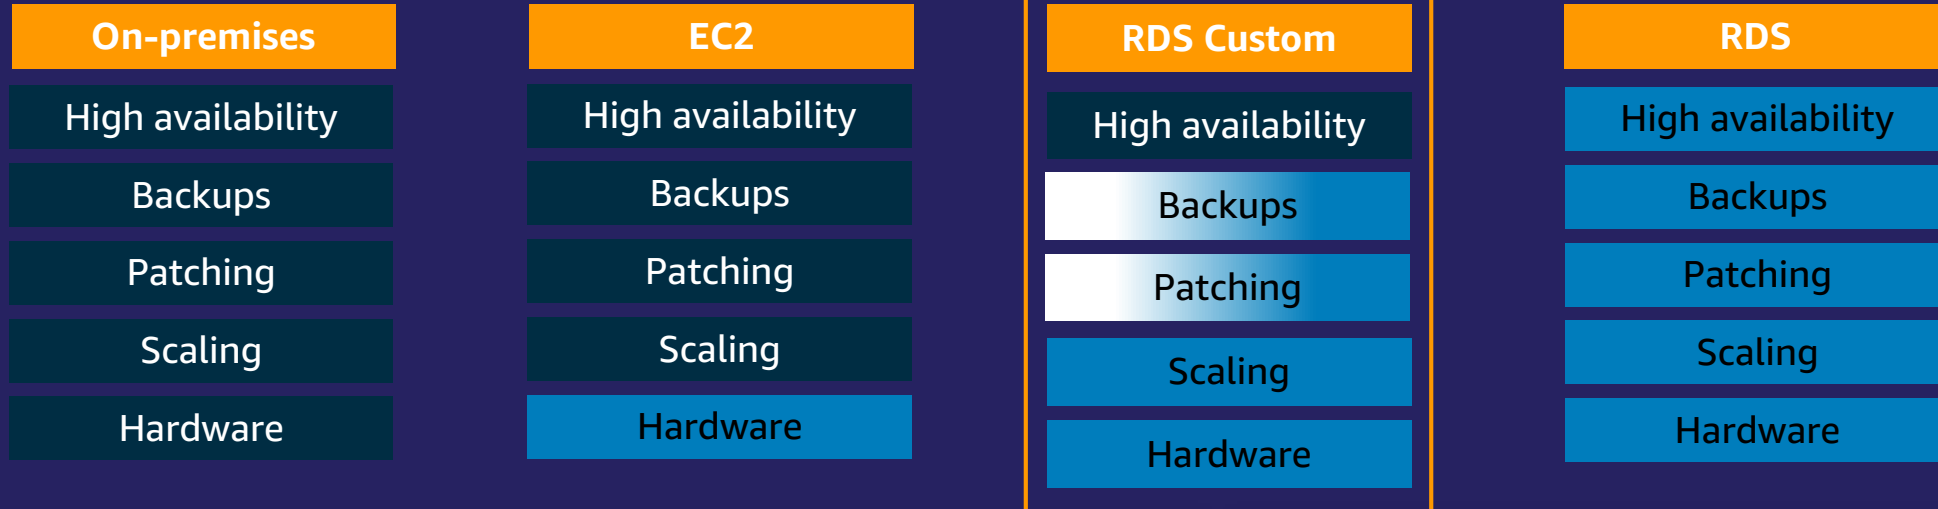 On-premises
High availability
Backups
Patching
Scaling
Hardware
EC2
High availability
Backups
Patching
Scaling
Hardware
RDS Custom
High availability
Backups
Patching
Scaling
Hardware
RDS
High availability
Backups
Patching
Scaling
Hardware